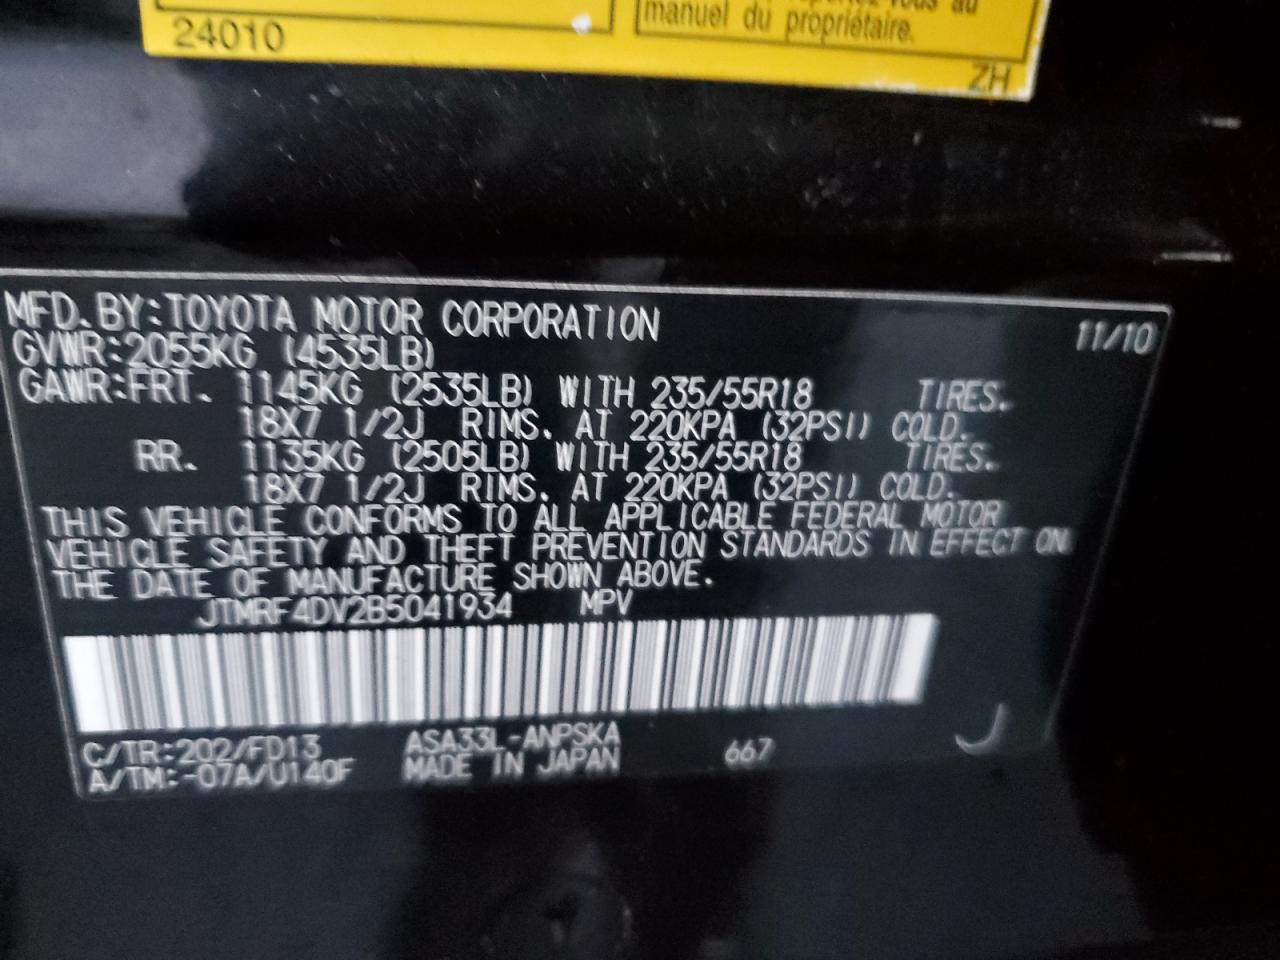 24010
manuel du propriétaire.
ZH
MFD. BY:TOYOTA MOTOR CORPORATION 11/10
GVWR:2055KG (4535LB)
GAWR:FRT. 1145KG (2535LB) WITH 235/55R18 TIRES.
18X7 1/2J RIMS. AT 220KPA (32PSI) COLD.
RR. 1135KG (2505LB) WITH 235/55R18 TIRES.
18X7 1/2J RIMS. AT 220KPA (32PSI) COLD.
THIS VEHICLE CONFORMS TO ALL APPLICABLE FEDERAL MOTOR
VEHICLE SAFETY AND THEFT PREVENTION STANDARDS IN EFFECT ON
THE DATE OF MANUFACTURE SHOWN ABOVE.
JTMRF4DV2B5041934 MPV
C/TR:202/FD13 ASA33L-ANPSKA 667 J
A/TM:-07A/U140F MADE IN JAPAN